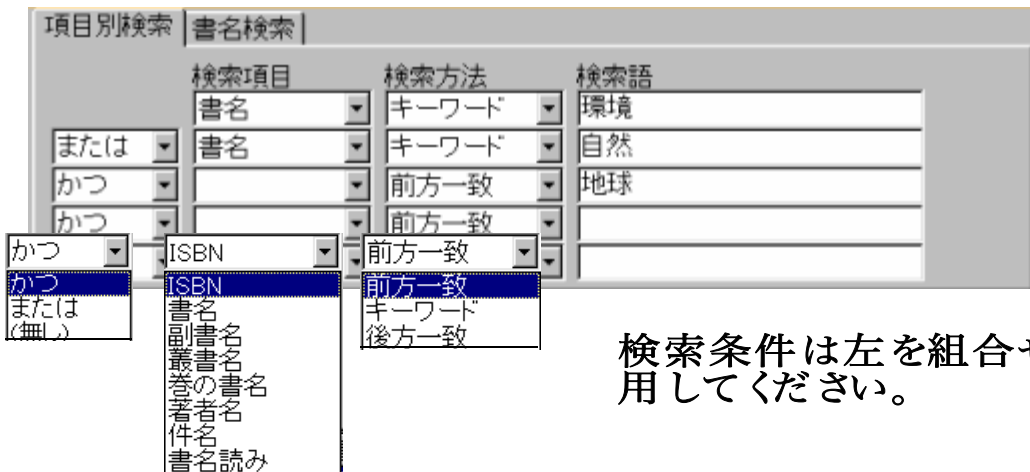 項目別検索 書名検索
検索項目 検索方法 検索語
書名 キーワード 環境
または 書名 キーワード 自然
かつ 前方一致 地球
かつ 前方一致
かつ ISBN 前方一致
かつ ISBN 前方一致
または 書名 キーワード
(無し) 副書名 後方一致
叢書名
巻の書名
著者名
件名
書名読み
検索条件は左を組合せ
用してください。